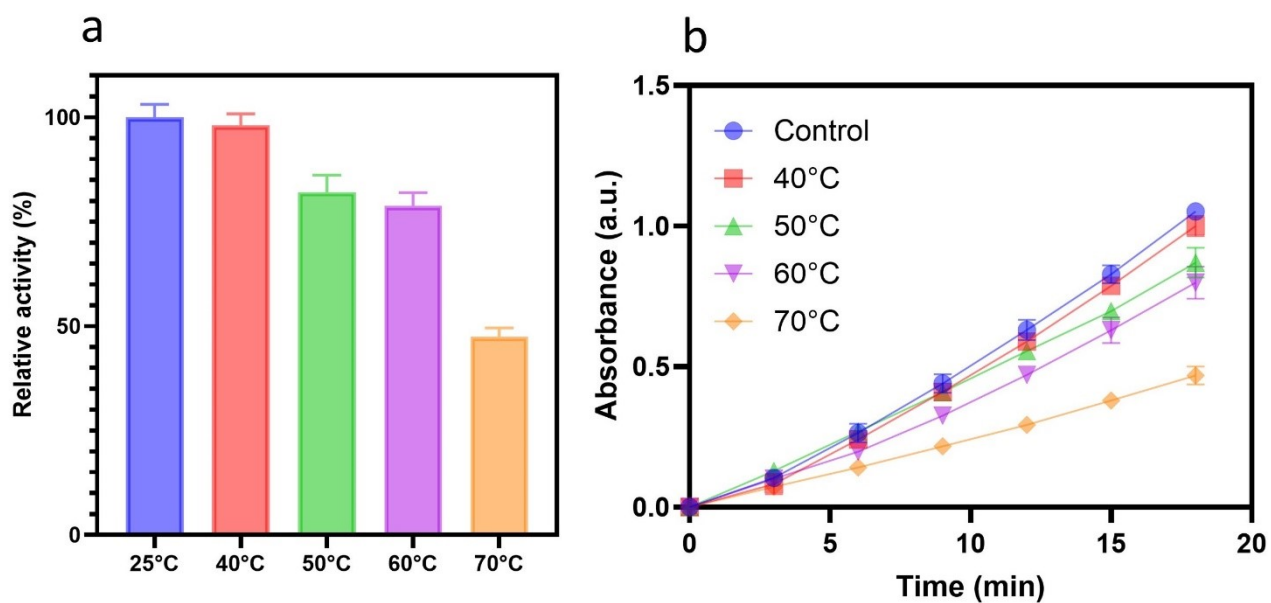 a
Relative activity (%)
100
50
0
25°C
40°C
50°C
60°C
70°C
b
Absorbance (a.u.)
1.5
1.0
0.5
0.0
Control
40°C
50°C
60°C
70°C
0
5
10
15
20
Time (min)